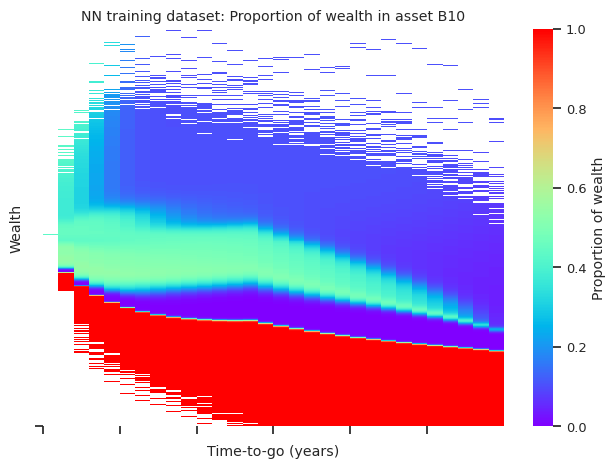 NN training dataset: Proportion of wealth in asset B10
1.0
0.8
0.6
0.4
0.2
0.0
Proportion of wealth
Wealth
Time-to-go (years)